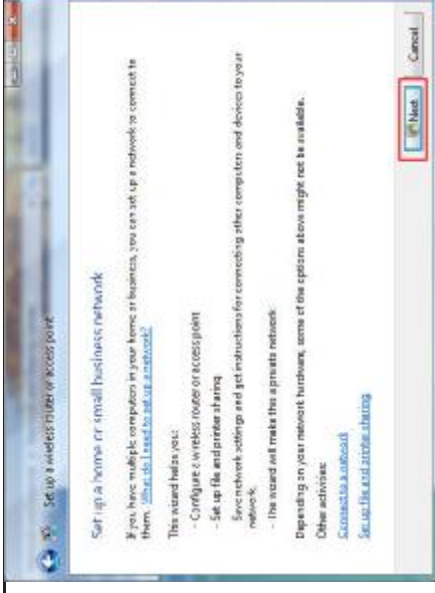 Set up a wireless router or access point
Set up a home or small business network
If you have multiple computers in your home or business, you can set up a network to connect
them. What do I need to set up a network?
This wizard helps you:
- Configure a wireless router or access point
- Set up file and printer sharing
- Save network settings and get instructions for connecting other computers and devices to your
network.
- The wizard will make this a private network
Depending on your network hardware, some of the options above might not be available.
Other activities:
Connect to a network
Set up file and printer sharing
Next
Cancel